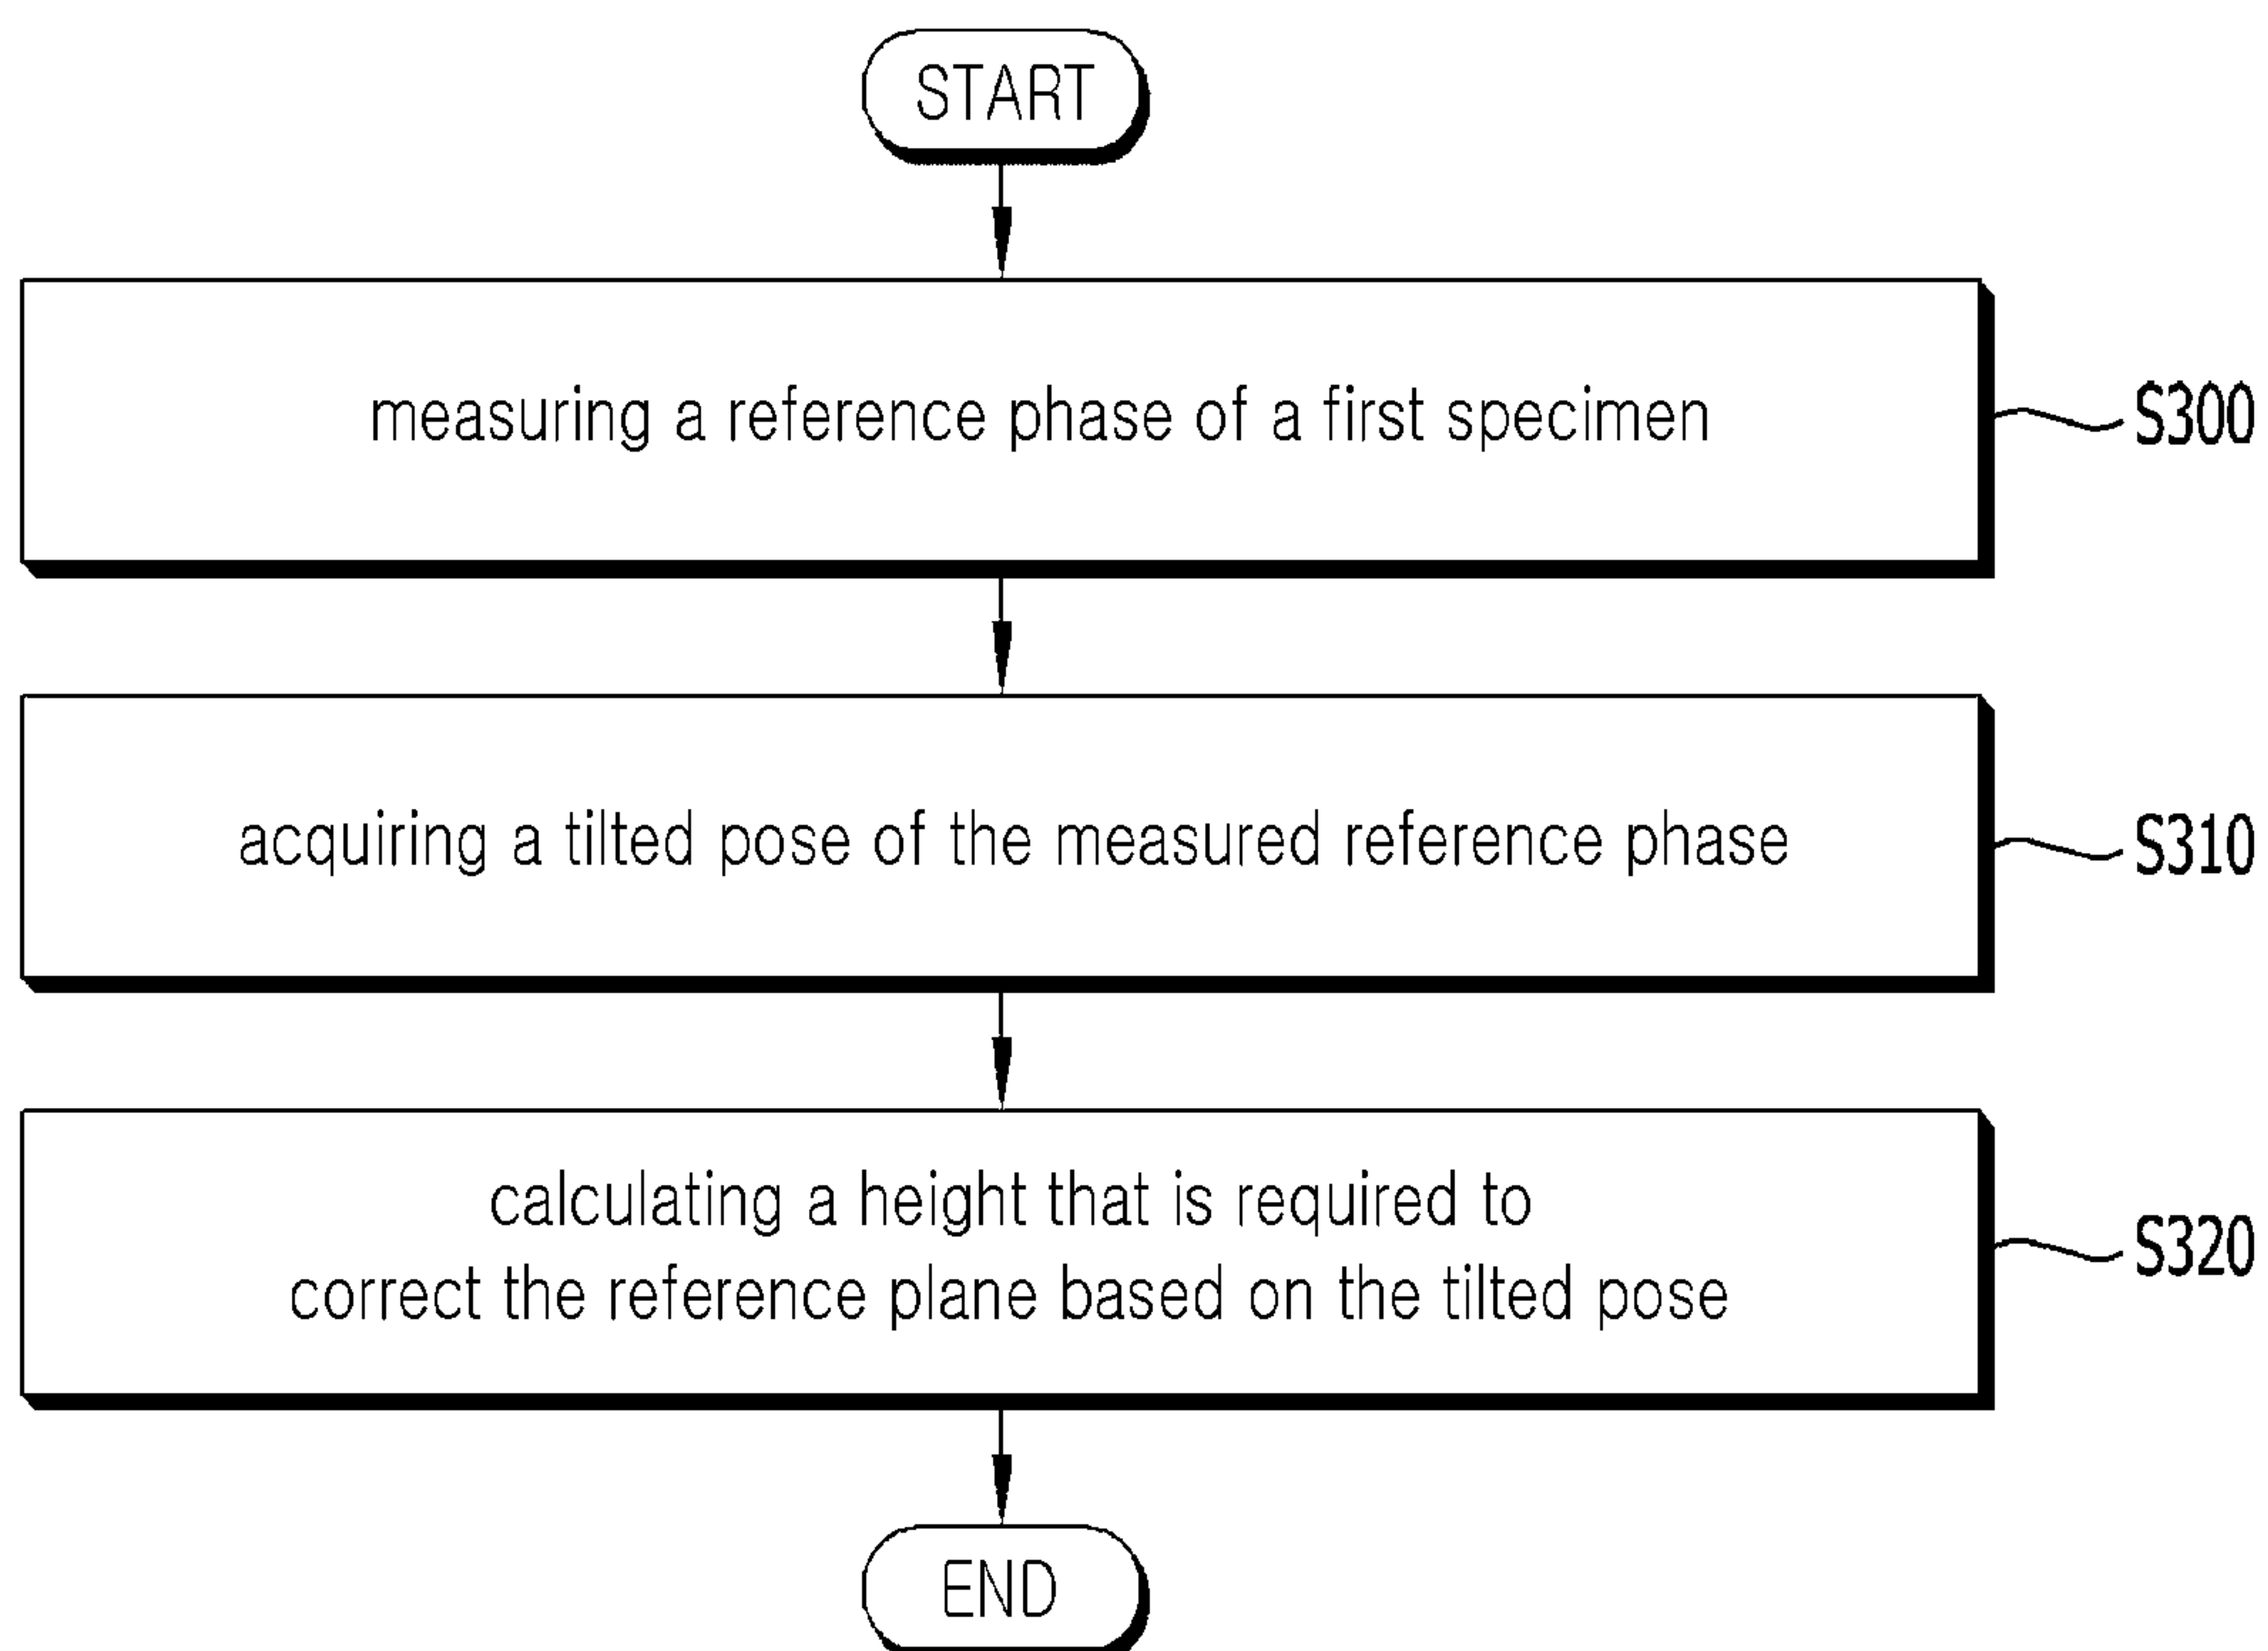 START
measuring a reference phase of a first specimen
S300
acquiring a tilted pose of the measured reference phase
S310
calculating a height that is required to
correct the reference plane based on the tilted pose
S320
END